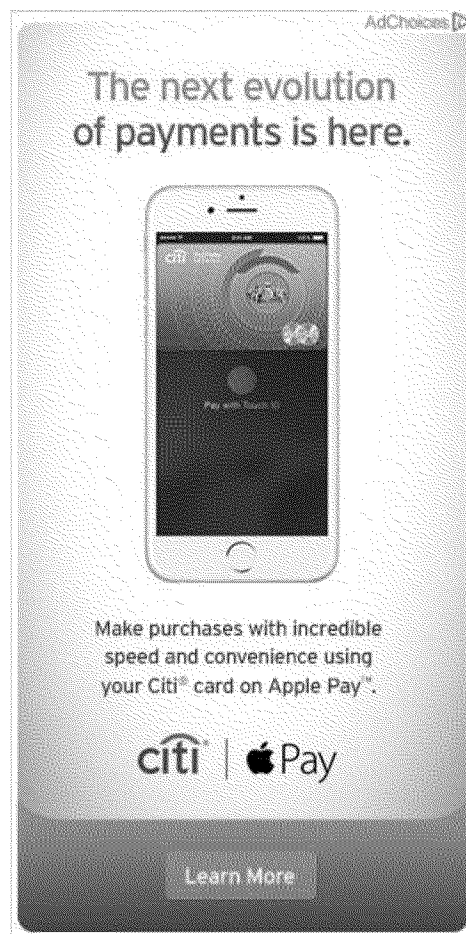 AdChoices
The next evolution
of payments is here.
citi
Pay with Touch ID
Make purchases with incredible
speed and convenience using
your Citi® card on Apple Pay™.
citi® | Pay
Learn More